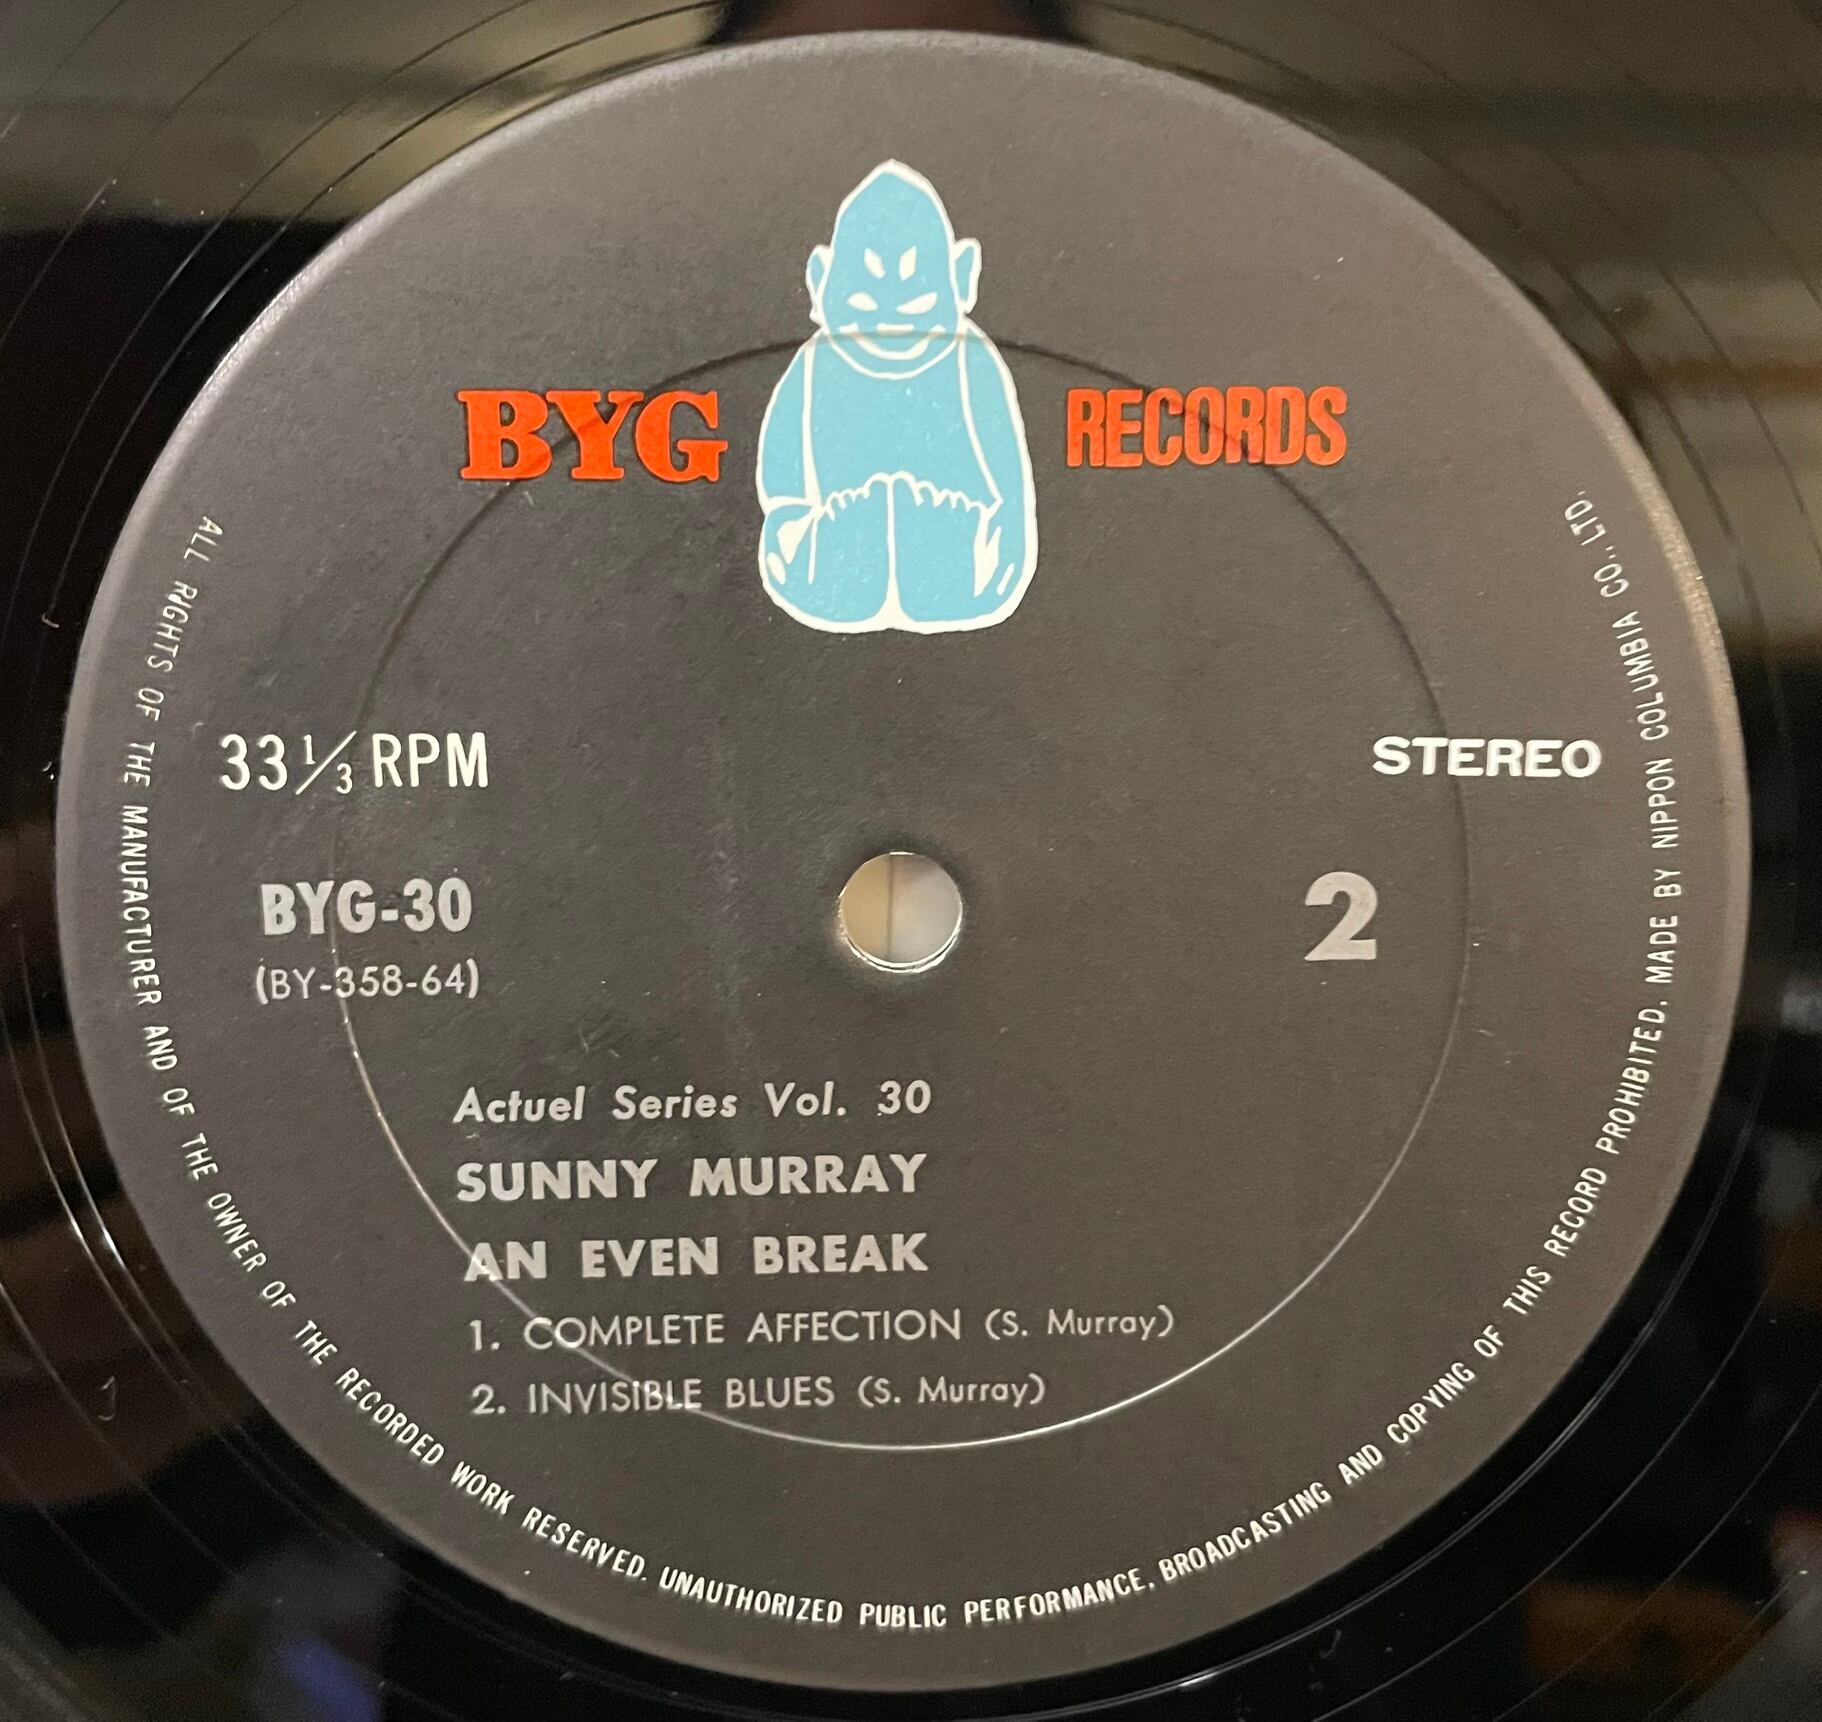 BYG RECORDS
33 1/3 RPM
STEREO
BYG-30
2
(BY-358-64)
Actuel Series Vol. 30
SUNNY MURRAY
AN EVEN BREAK
1. COMPLETE AFFECTION (S. Murray)
2. INVISIBLE BLUES (S. Murray)
ALL RIGHTS OF THE MANUFACTURER AND OF THE OWNER OF THE RECORDED WORK RESERVED. UNAUTHORIZED PUBLIC PERFORMANCE, BROADCASTING AND COPYING OF THIS RECORD PROHIBITED. MADE BY NIPPON COLUMBIA CO., LTD.